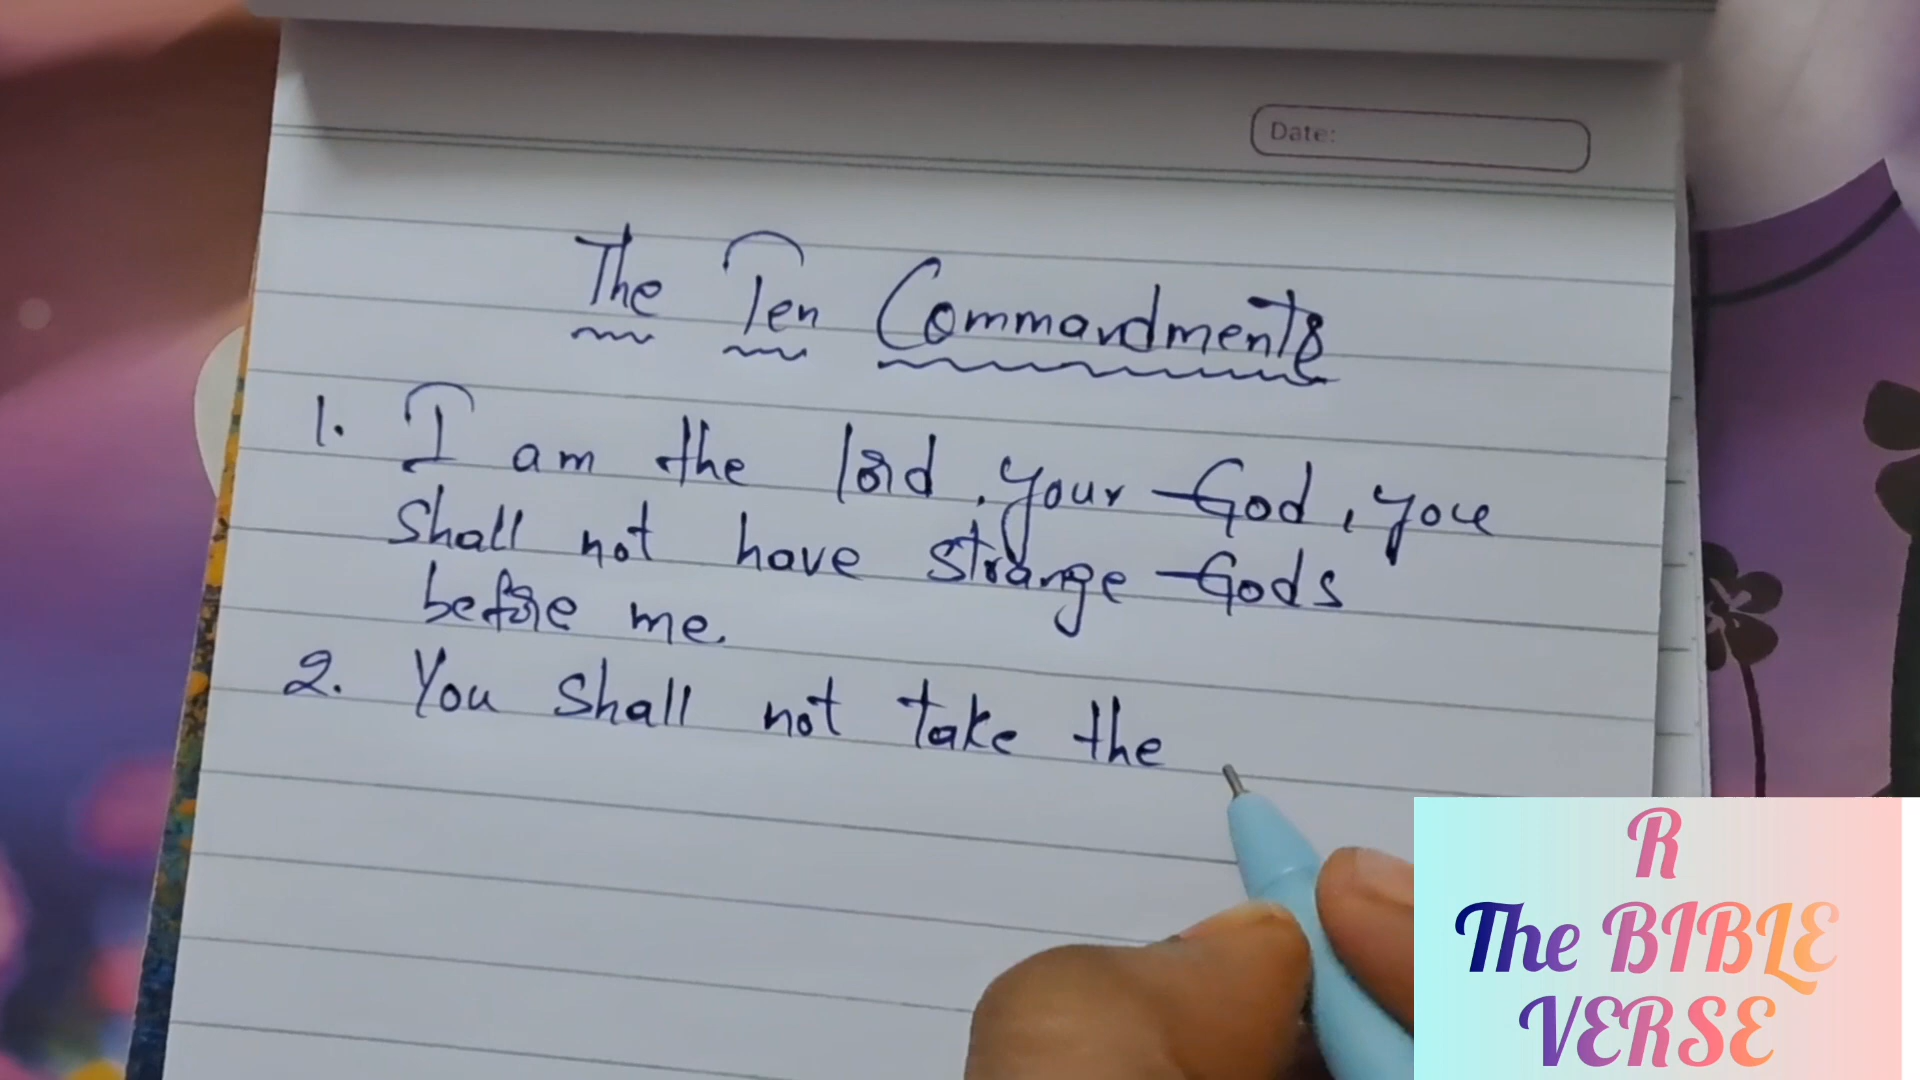 Date:
The Ten Commandments
1. I am the lord, your God, you
shall not have strange Gods
before me.
2. You shall not take the
R
The BIBLE
VERSE